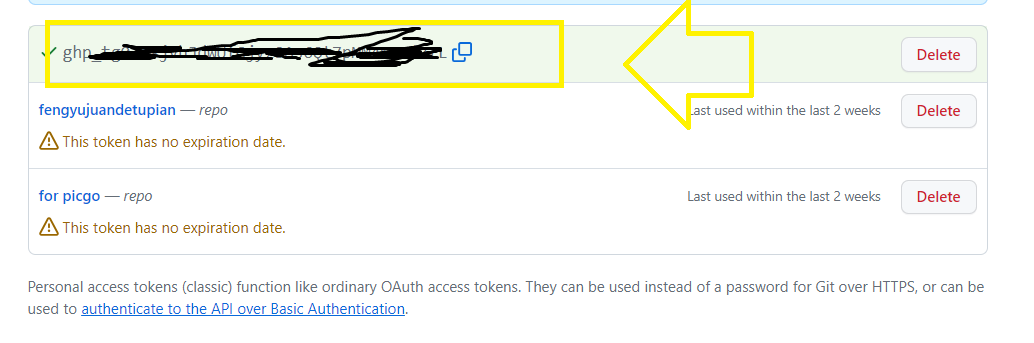 Delete
fengyujuandetupian — repo
Last used within the last 2 weeks
Delete
This token has no expiration date.
for picgo — repo
Last used within the last 2 weeks
Delete
This token has no expiration date.
Personal access tokens (classic) function like ordinary OAuth access tokens. They can be used instead of a password for Git over HTTPS, or can be
used to authenticate to the API over Basic Authentication.